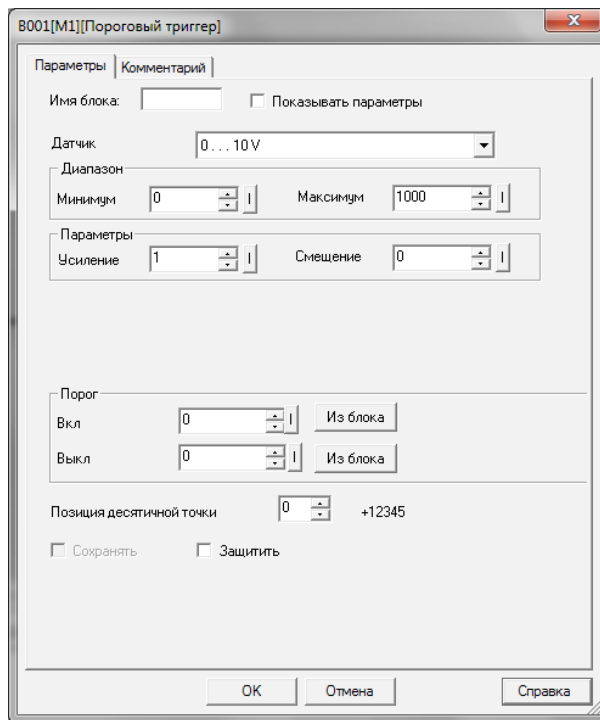 B001[M1][Пороговый триггер]
Параметры Комментарий
Имя блока: Показывать параметры
Датчик 0...10 V
Диапазон
Минимум 0 Максимум 1000
Параметры
Усиление 1 Смещение 0
Порог
Вкл 0 Из блока
Выкл 0 Из блока
Позиция десятичной точки 0 +12345
Сохранять Защитить
OK Отмена Справка